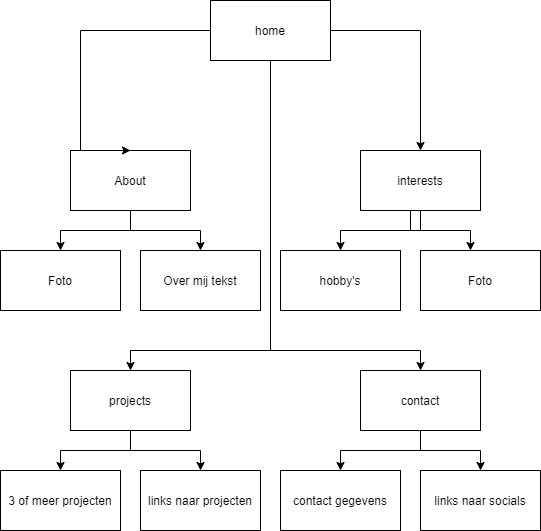 home
About
interests
Foto
Over mij tekst
hobby's
Foto
projects
contact
3 of meer projecten
links naar projecten
contact gegevens
links naar socials